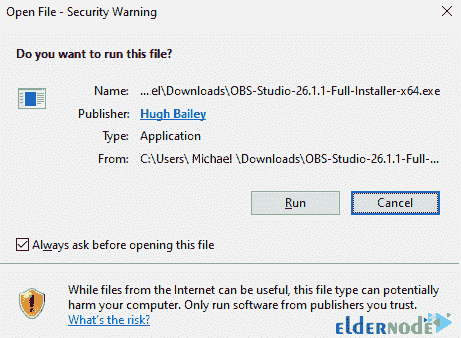 Open File - Security Warning
Do you want to run this file?
Name: ...el\Downloads\OBS-Studio-26.1.1-Full-Installer-x64.exe
Publisher: Hugh Bailey
Type: Application
From: C:\Users\ Michael \Downloads\OBS-Studio-26.1.1-Full-...
Run Cancel
Always ask before opening this file
While files from the Internet can be useful, this file type can potentially
harm your computer. Only run software from publishers you trust.
What's the risk?
eldernode